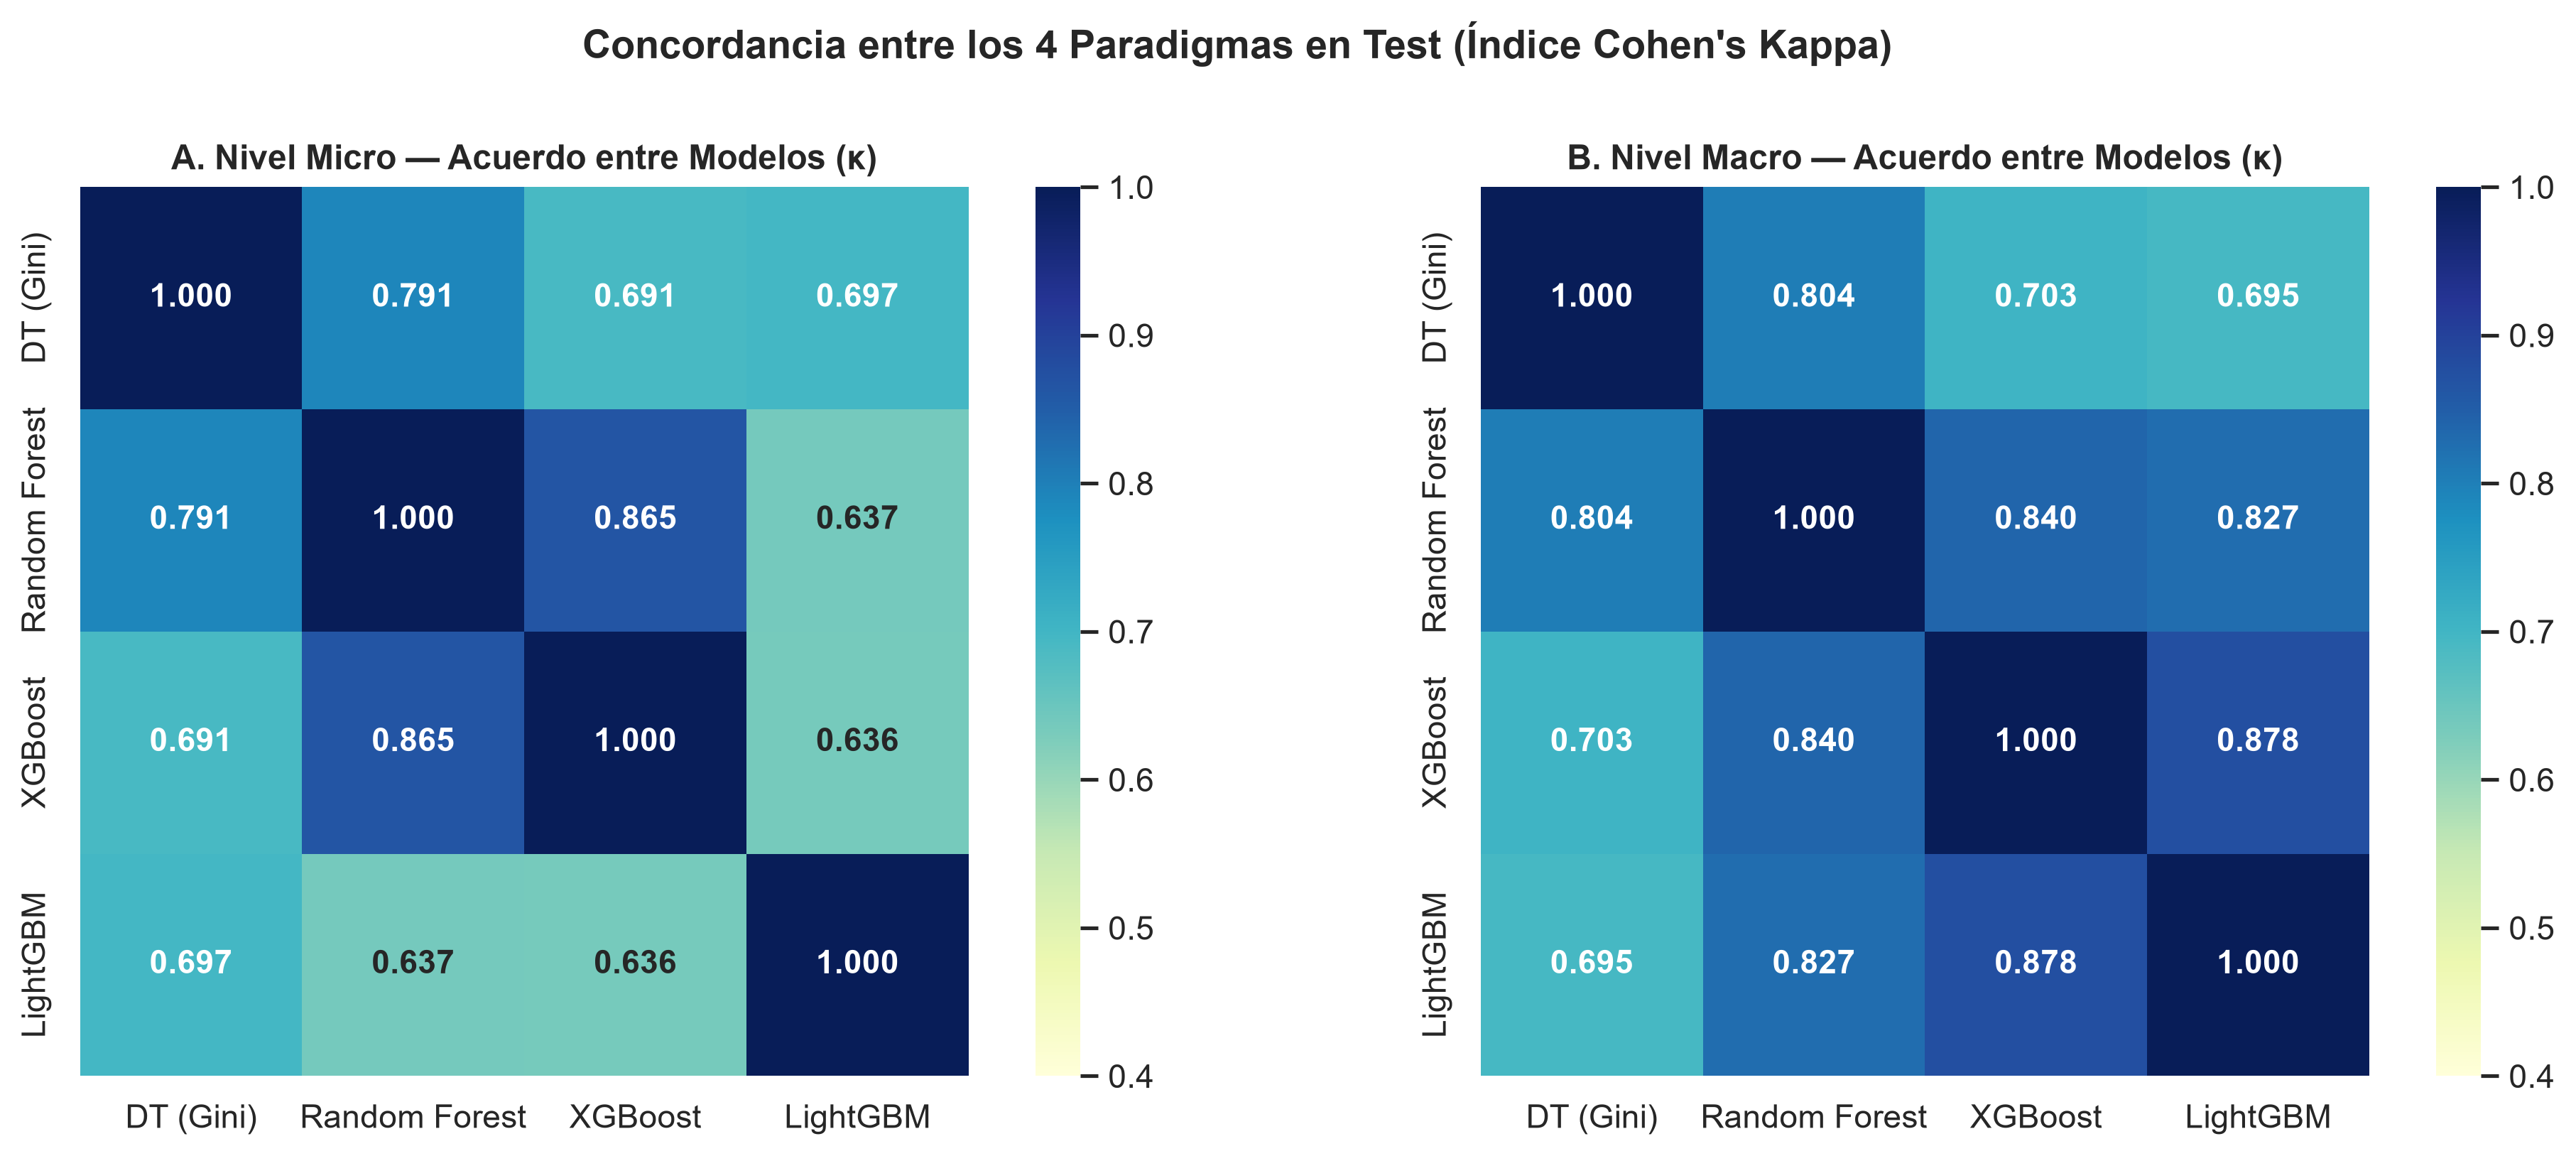 Concordancia entre los 4 Paradigmas en Test (Índice Cohen's Kappa)
A. Nivel Micro — Acuerdo entre Modelos (κ)
DT (Gini)
1.000 0.791 0.691 0.697
Random Forest
0.791 1.000 0.865 0.637
XGBoost
0.691 0.865 1.000 0.636
LightGBM
0.697 0.637 0.636 1.000
DT (Gini) Random Forest XGBoost LightGBM
1.0
0.9
0.8
0.7
0.6
0.5
0.4
B. Nivel Macro — Acuerdo entre Modelos (κ)
DT (Gini)
1.000 0.804 0.703 0.695
Random Forest
0.804 1.000 0.840 0.827
XGBoost
0.703 0.840 1.000 0.878
LightGBM
0.695 0.827 0.878 1.000
DT (Gini) Random Forest XGBoost LightGBM
1.0
0.9
0.8
0.7
0.6
0.5
0.4